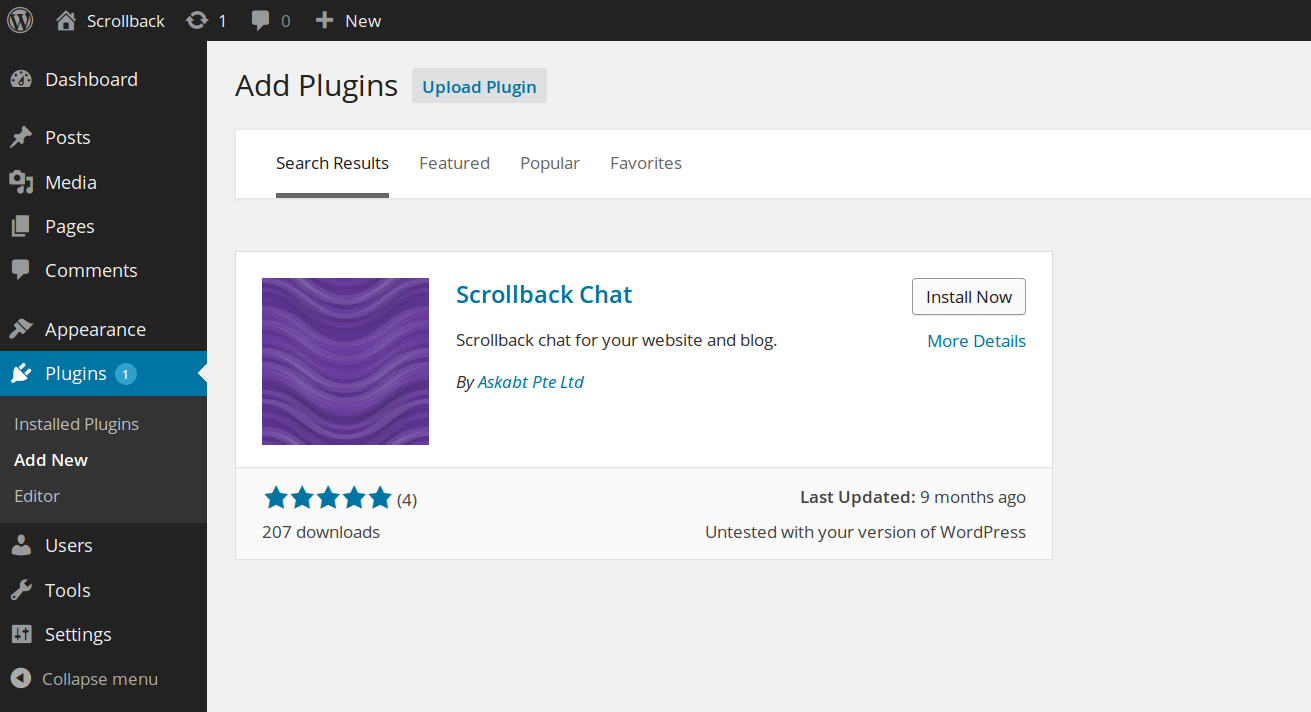 Scrollback 1 0 New
Dashboard
Posts
Media
Pages
Comments
Appearance
Plugins 1
Installed Plugins
Add New
Editor
Users
Tools
Settings
Collapse menu
Add Plugins Upload Plugin
Search Results Featured Popular Favorites
Scrollback Chat
Install Now
Scrollback chat for your website and blog.
More Details
By Askabt Pte Ltd
(4)
Last Updated: 9 months ago
207 downloads
Untested with your version of WordPress